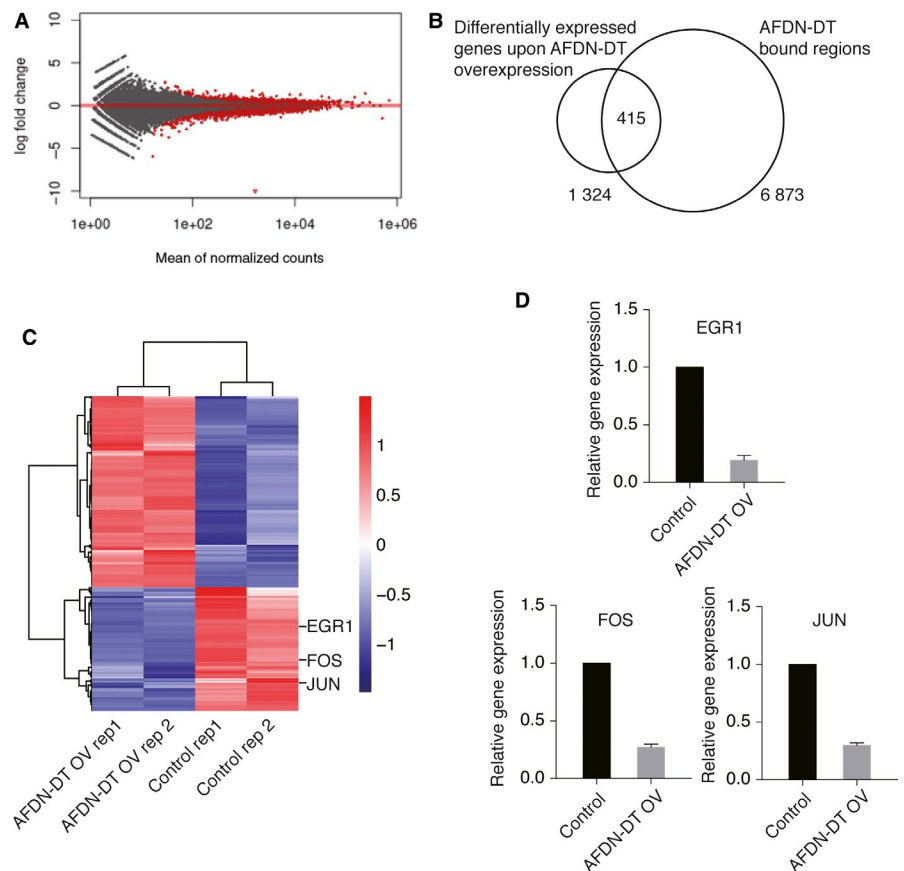 A
10
5
0
−5
−10
log fold change
1e+00
1e+02
1e+04
1e+06
Mean of normalized counts
B
Differentially expressed
genes upon AFDN-DT
overexpression
AFDN-DT
bound regions
415
1 324
6 873
C
1
0.5
0
−0.5
−1
EGR1
FOS
JUN
AFDN-DT OV rep1
AFDN-DT OV rep 2
Control rep1
Control rep 2
D
EGR1
Relative gene expression
1.5
1.0
0.5
0.0
Control
AFDN-DT OV
FOS
Relative gene expression
1.5
1.0
0.5
0.0
Control
AFDN-DT OV
JUN
Relative gene expression
1.5
1.0
0.5
0.0
Control
AFDN-DT OV